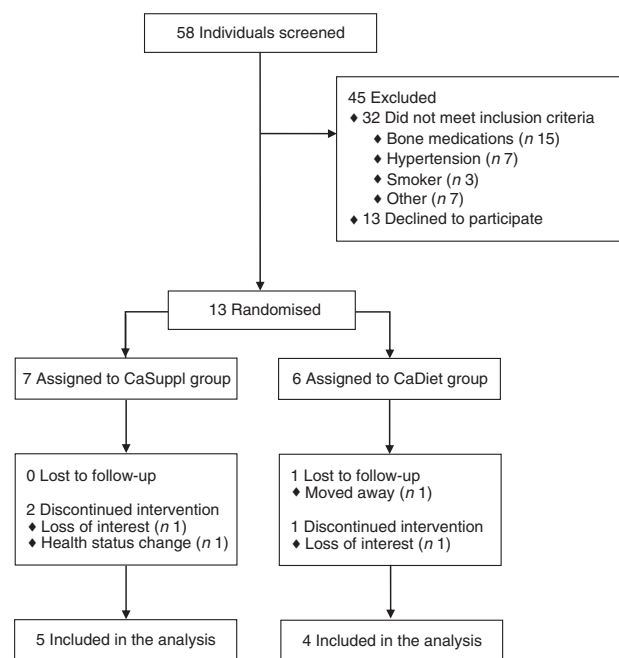 58 Individuals screened
45 Excluded
♦ 32 Did not meet inclusion criteria
♦ Bone medications (n 15)
♦ Hypertension (n 7)
♦ Smoker (n 3)
♦ Other (n 7)
♦ 13 Declined to participate
13 Randomised
7 Assigned to CaSuppl group
6 Assigned to CaDiet group
0 Lost to follow-up
2 Discontinued intervention
♦ Loss of interest (n 1)
♦ Health status change (n 1)
1 Lost to follow-up
♦ Moved away (n 1)
1 Discontinued intervention
♦ Loss of interest (n 1)
5 Included in the analysis
4 Included in the analysis